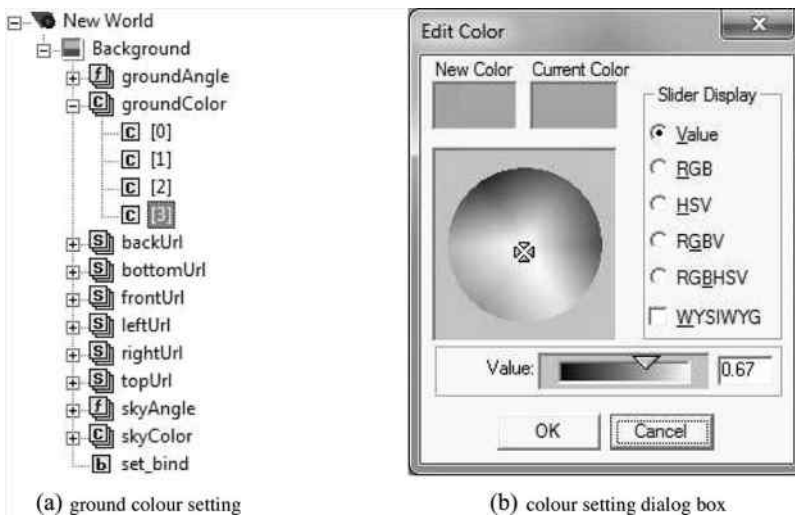 New World
Background
groundAngle
groundColor
[0]
[1]
[2]
[3]
backUrl
bottomUrl
frontUrl
leftUrl
rightUrl
topUrl
skyAngle
skyColor
set_bind
(a) ground colour setting
Edit Color
New Color Current Color
Slider Display
Value
RGB
HSV
RGBV
RGBHSV
WYSIWYG
Value: 0.67
OK Cancel
(b) colour setting dialog box